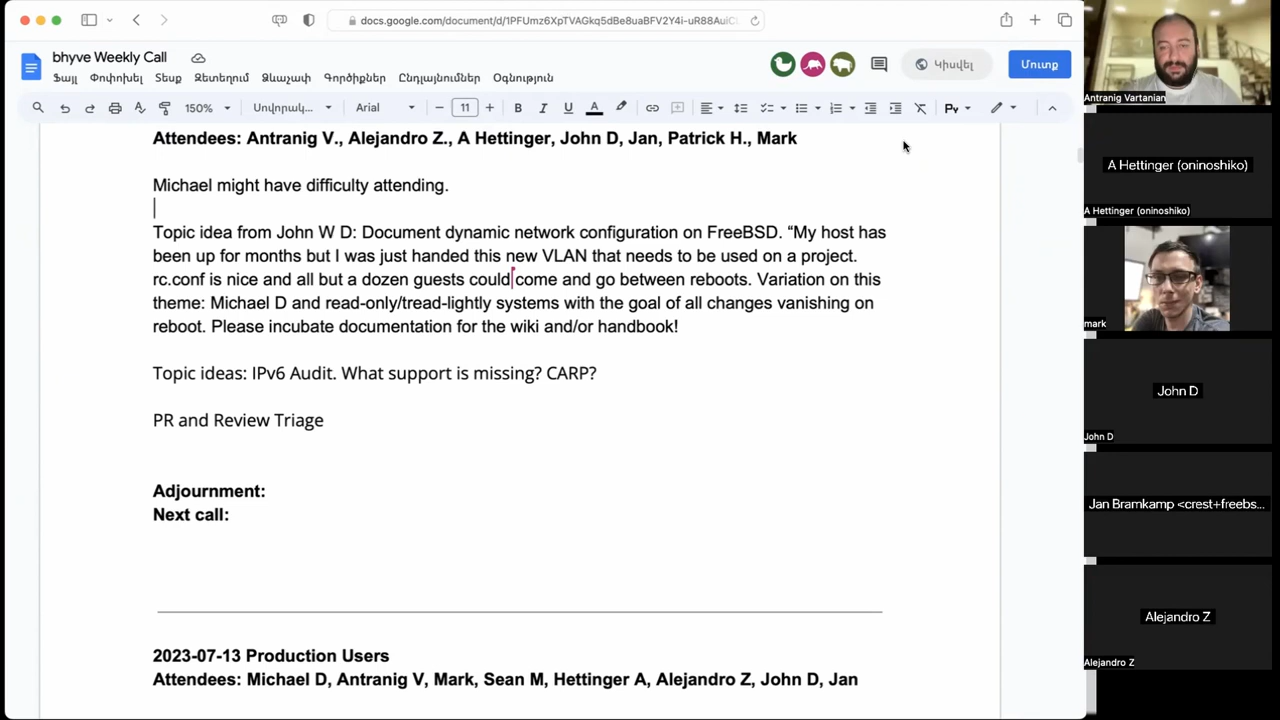 docs.google.com/document/d/1PFUmz6XpTVAGkq5dBe8uaBFV2Y4i-uR88AuiC
bhyve Weekly Call
Ֆայլ Փոփոխել Տեսք Զետեղում Ձևաչափ Գործիքներ Ընդլայնումներ Օգնություն
Կիսվել
Մուտք
150% Սովորակ... Arial 11 B I U A
Attendees: Antranig V., Alejandro Z., A Hettinger, John D, Jan, Patrick H., Mark
Michael might have difficulty attending.
Topic idea from John W D: Document dynamic network configuration on FreeBSD. “My host has
been up for months but I was just handed this new VLAN that needs to be used on a project.
rc.conf is nice and all but a dozen guests could come and go between reboots. Variation on this
theme: Michael D and read-only/tread-lightly systems with the goal of all changes vanishing on
reboot. Please incubate documentation for the wiki and/or handbook!
Topic ideas: IPv6 Audit. What support is missing? CARP?
PR and Review Triage
Adjournment:
Next call:
2023-07-13 Production Users
Attendees: Michael D, Antranig V, Mark, Sean M, Hettinger A, Alejandro Z, John D, Jan
Antranig Vartanian
A Hettinger (oninoshiko)
A Hettinger (oninoshiko)
mark
John D
John D
Jan Bramkamp <crest+freebs...
Alejandro Z
Alejandro Z